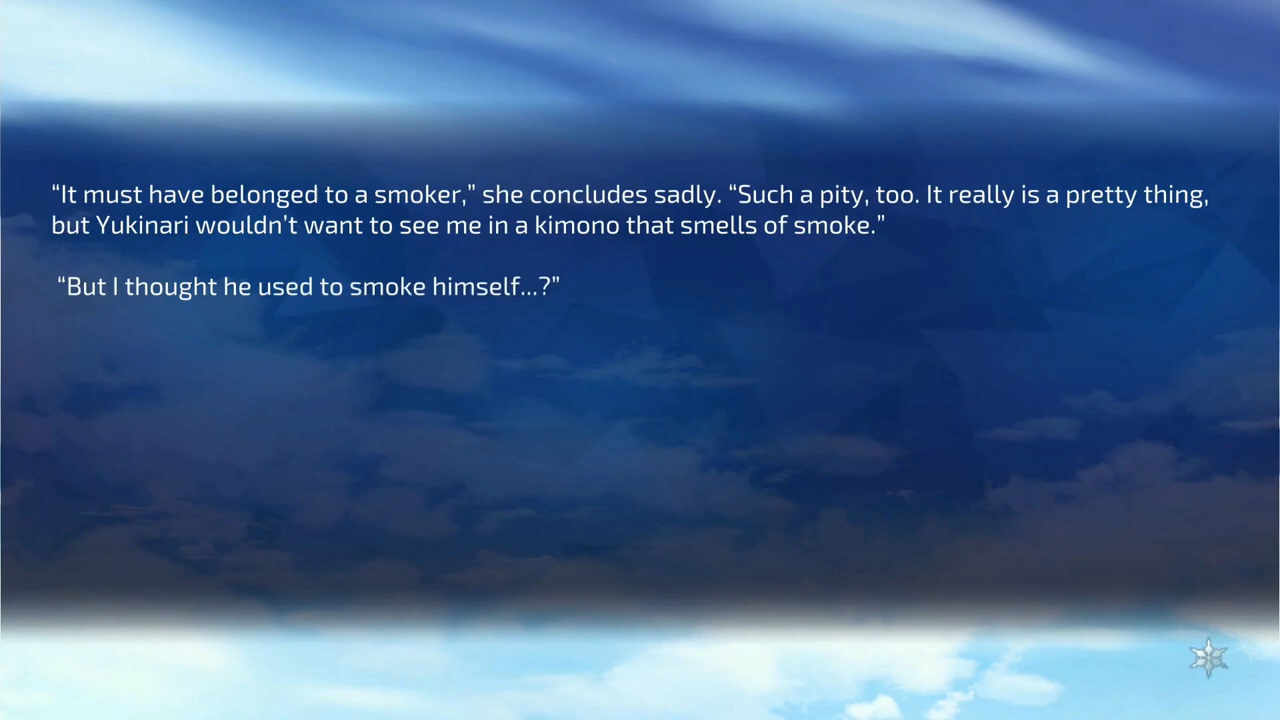 “It must have belonged to a smoker,” she concludes sadly. “Such a pity, too. It really is a pretty thing,
but Yukinari wouldn’t want to see me in a kimono that smells of smoke.”
“But I thought he used to smoke himself...?”